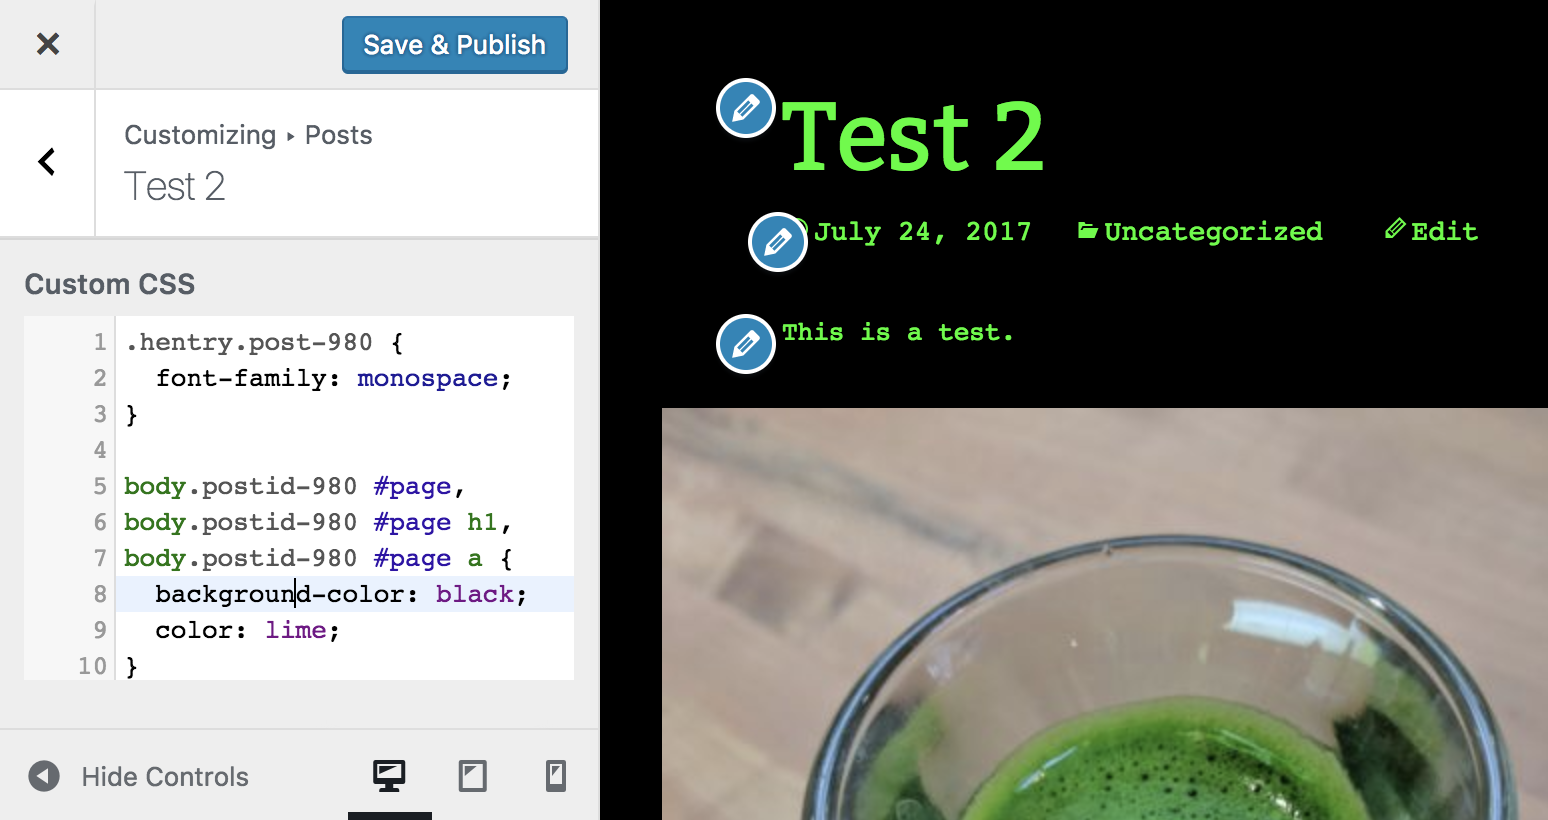 Save & Publish
Customizing ▸ Posts
Test 2
Custom CSS
1 .hentry.post-980 {
2   font-family: monospace;
3 }
4
5 body.postid-980 #page,
6 body.postid-980 #page h1,
7 body.postid-980 #page a {
8   background-color: black;
9   color: lime;
10 }
Hide Controls
Test 2
July 24, 2017 Uncategorized Edit
This is a test.